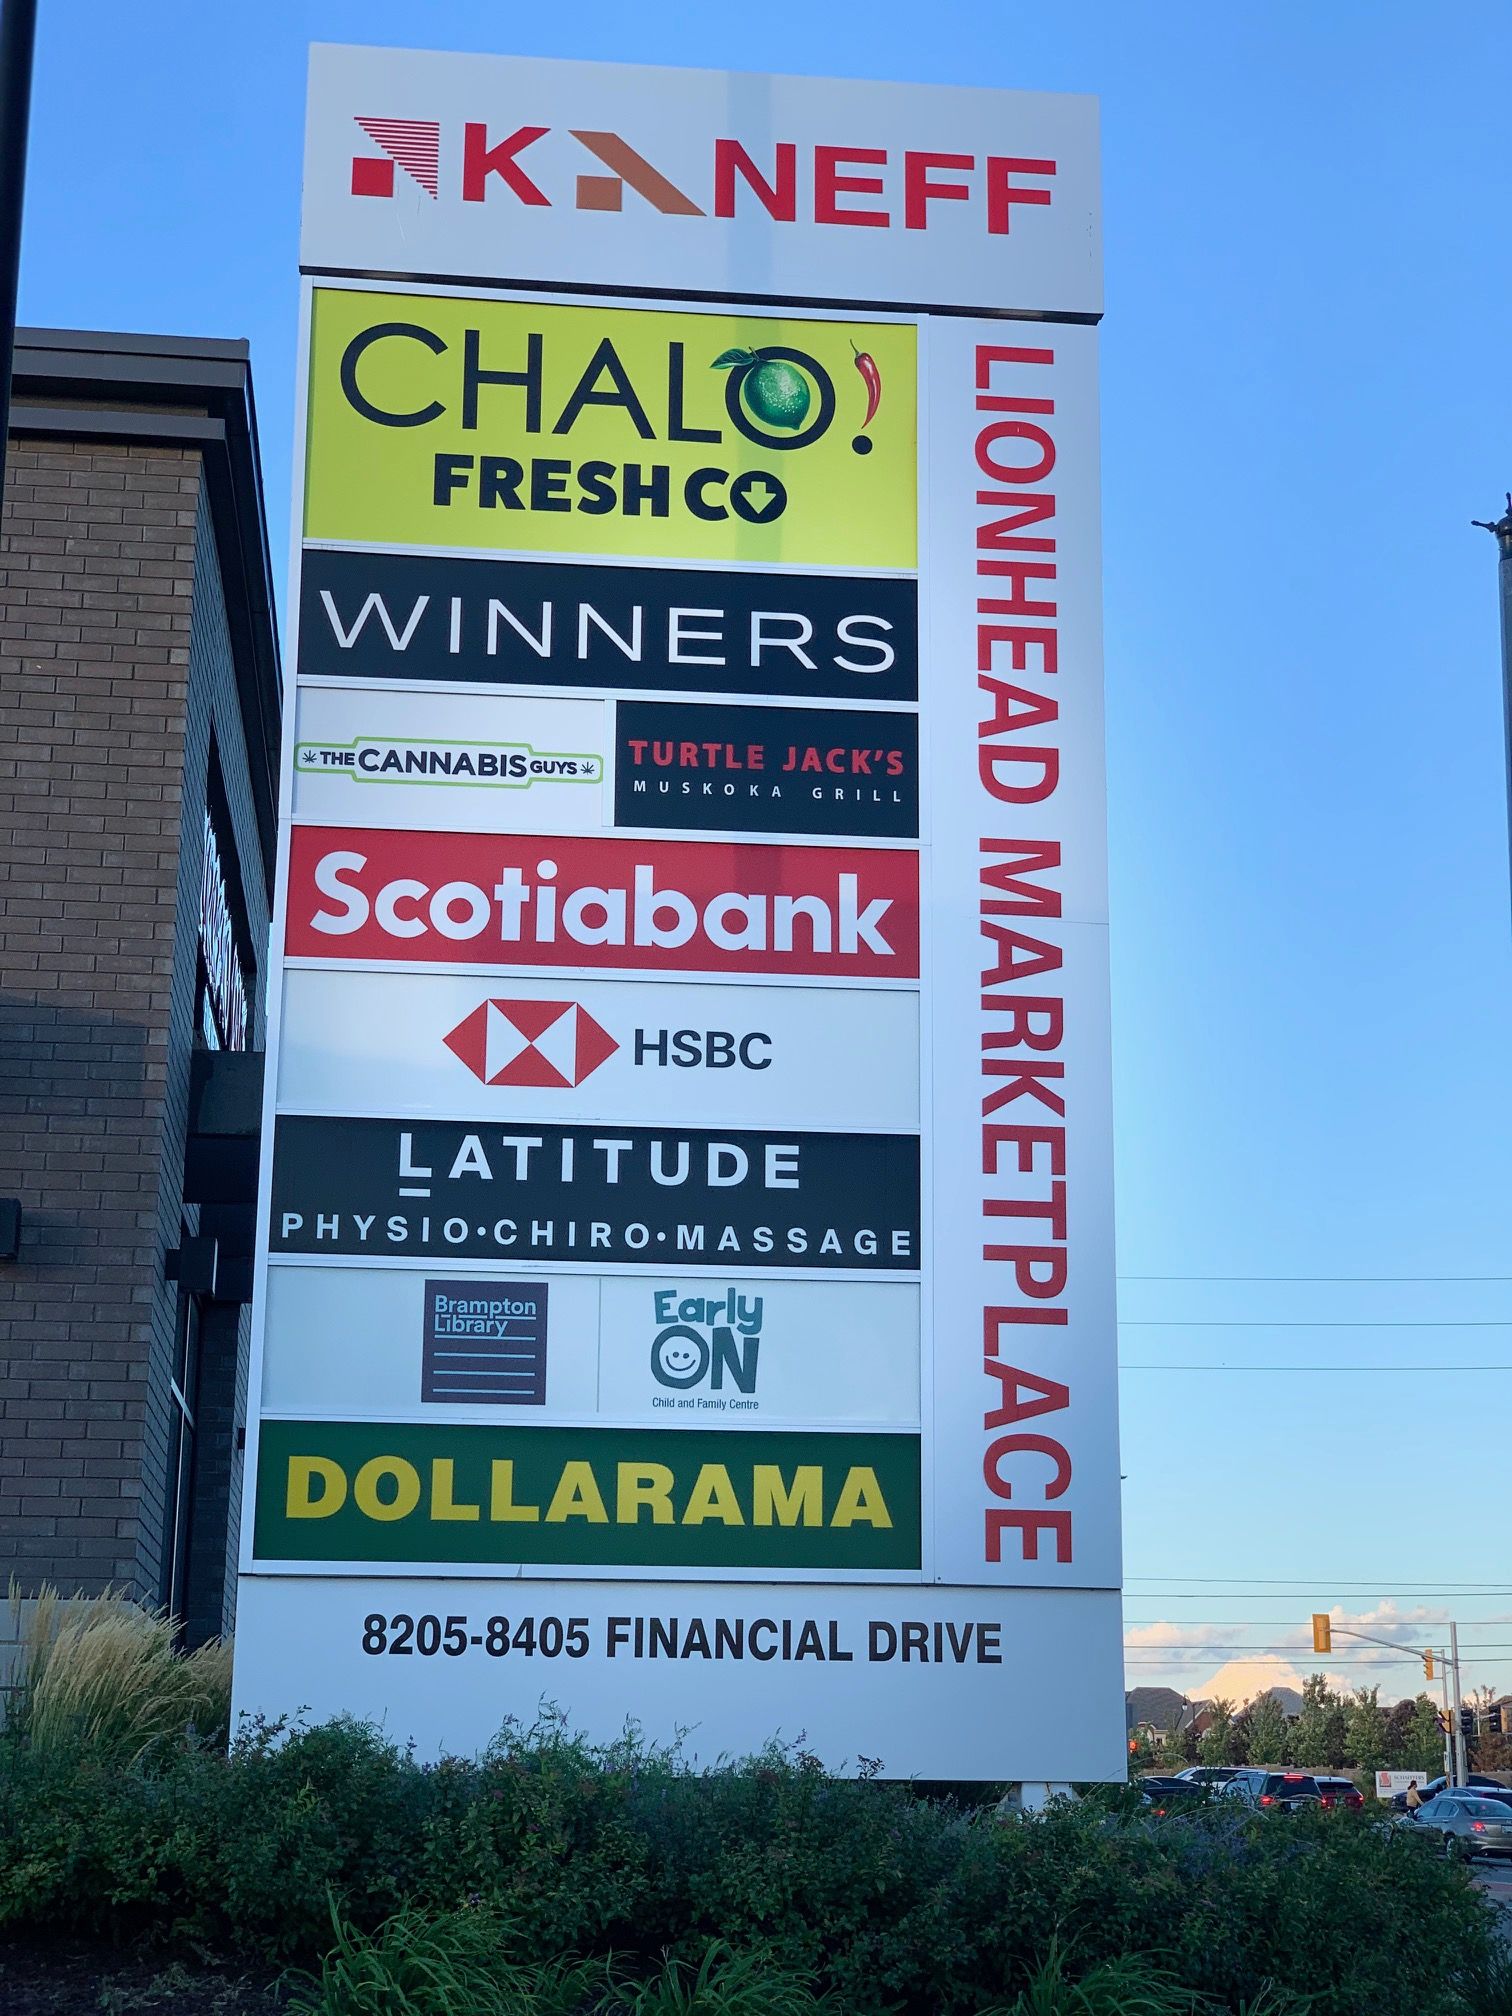 KANEFF
CHALO!
FRESHCO
WINNERS
THE CANNABIS GUYS
TURTLE JACK'S
MUSKOKA GRILL
Scotiabank
HSBC
LATITUDE
PHYSIO·CHIRO·MASSAGE
Brampton
Library
Early
ON
Child and Family Centre
DOLLARAMA
LIONHEAD MARKETPLACE
8205-8405 FINANCIAL DRIVE